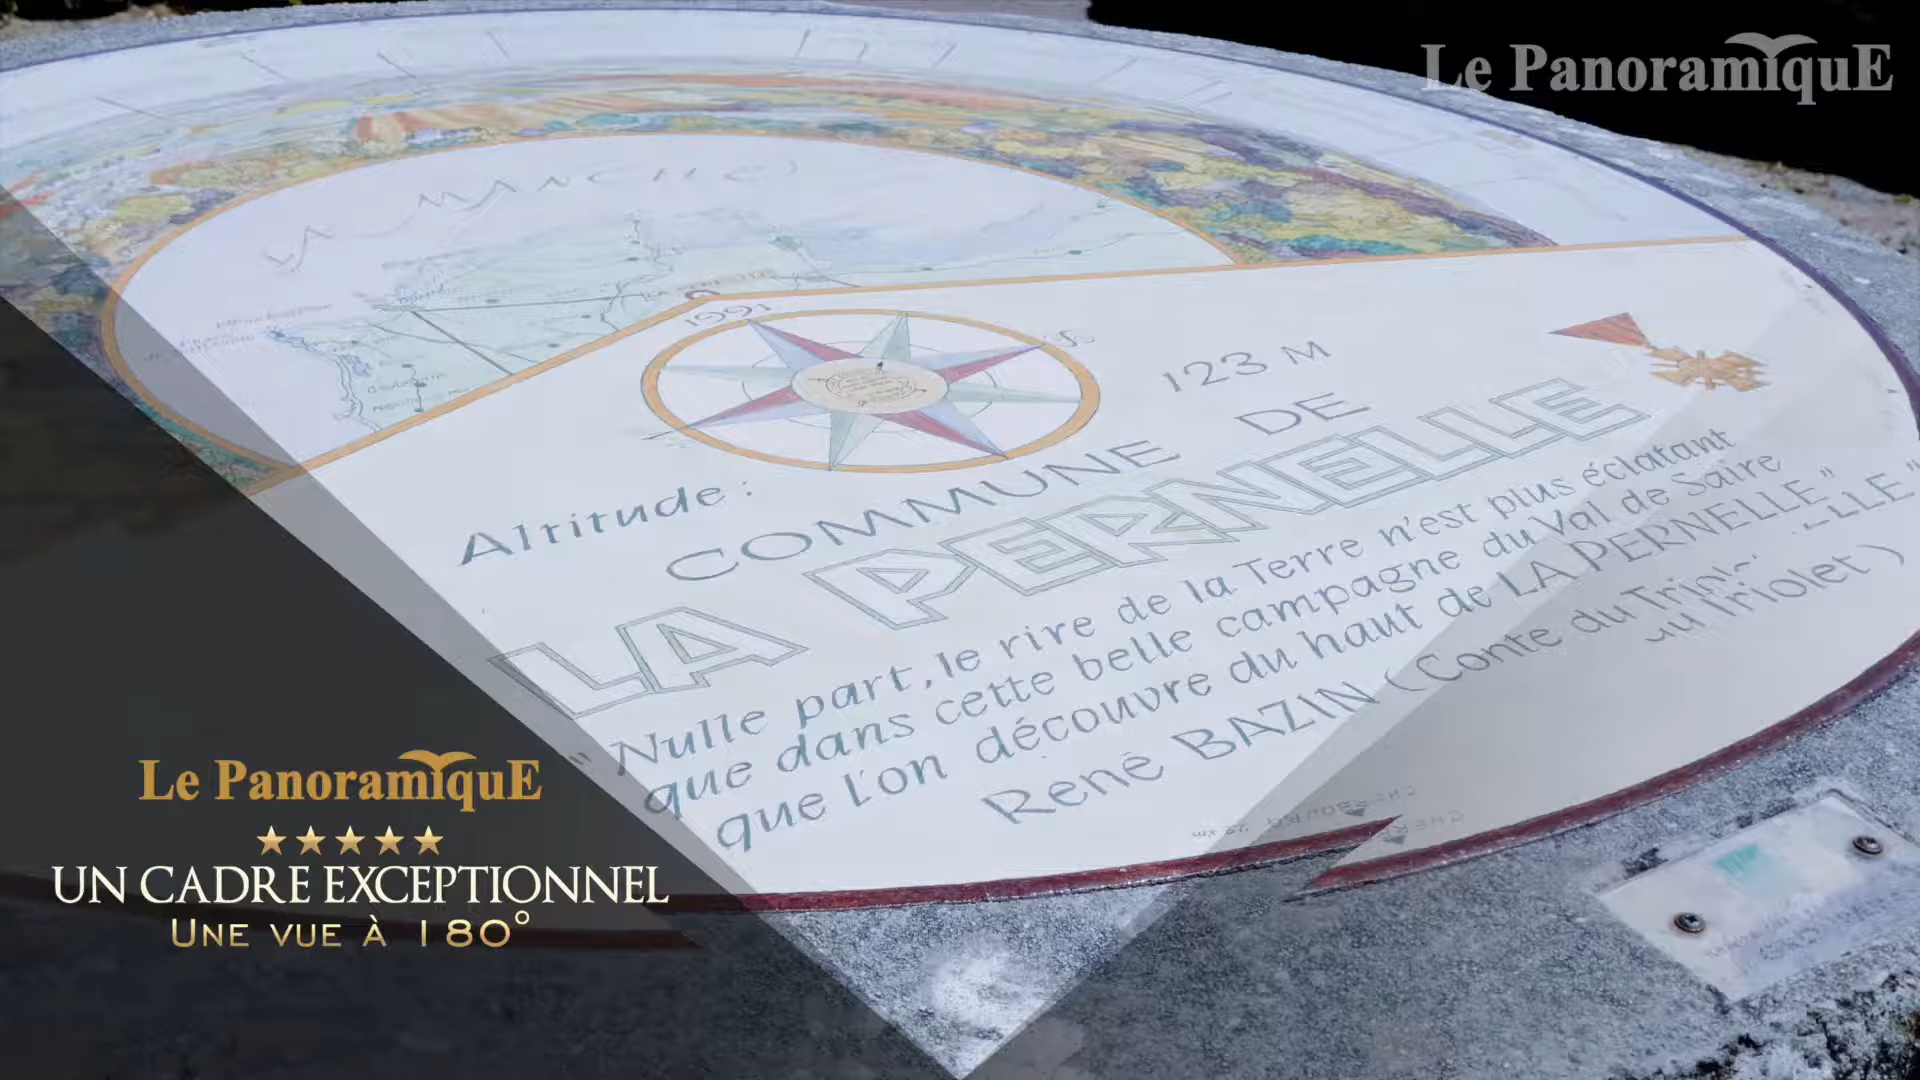 Le PanoramiquE
LA MANCHE
1991
Altitude : 123 M
COMMUNE DE
LA PERNELLE
"Nulle part, le rire de la Terre n'est plus éclatant
que dans cette belle campagne du Val de Saire
que l'on découvre du haut de LA PERNELLE"
René BAZIN (Conte du
Triolet)
Le PanoramiquE
UN CADRE EXCEPTIONNEL
UNE VUE À 180°